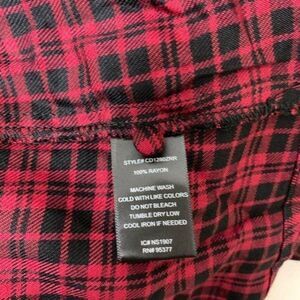 STYLE# CD1280ZRR
100% RAYON
MACHINE WASH
COLD WITH LIKE COLORS
DO NOT BLEACH
TUMBLE DRY LOW
COOL IRON IF NEEDED
IC# NS1907
RN# 95377